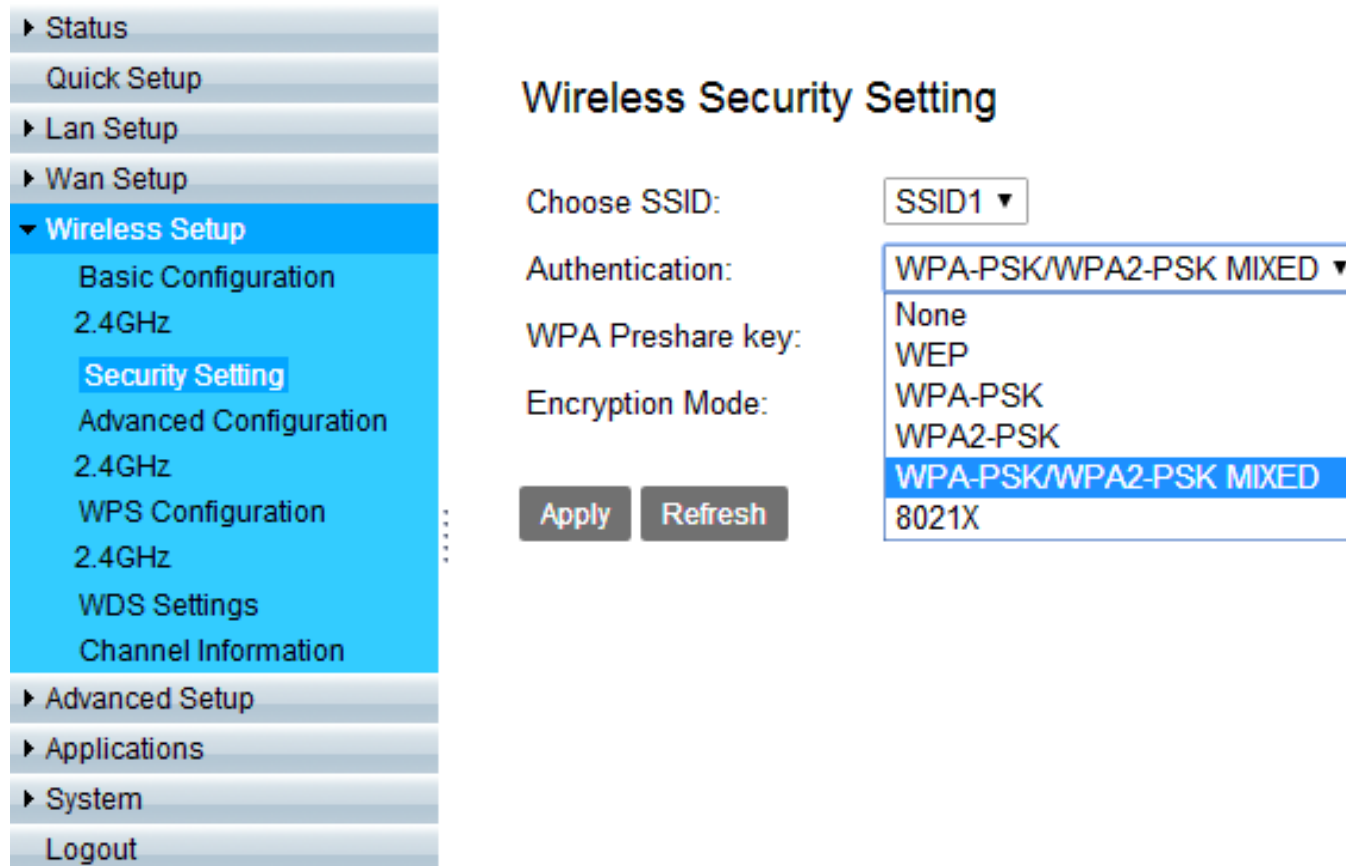 Status
Quick Setup
Lan Setup
Wan Setup
Wireless Setup
Basic Configuration
2.4GHz
Security Setting
Advanced Configuration
2.4GHz
WPS Configuration
2.4GHz
WDS Settings
Channel Information
Advanced Setup
Applications
System
Logout
Wireless Security Setting
Choose SSID: SSID1
Authentication: WPA-PSK/WPA2-PSK MIXED
WPA Preshare key:
Encryption Mode:
None
WEP
WPA-PSK
WPA2-PSK
WPA-PSK/WPA2-PSK MIXED
8021X
Apply Refresh